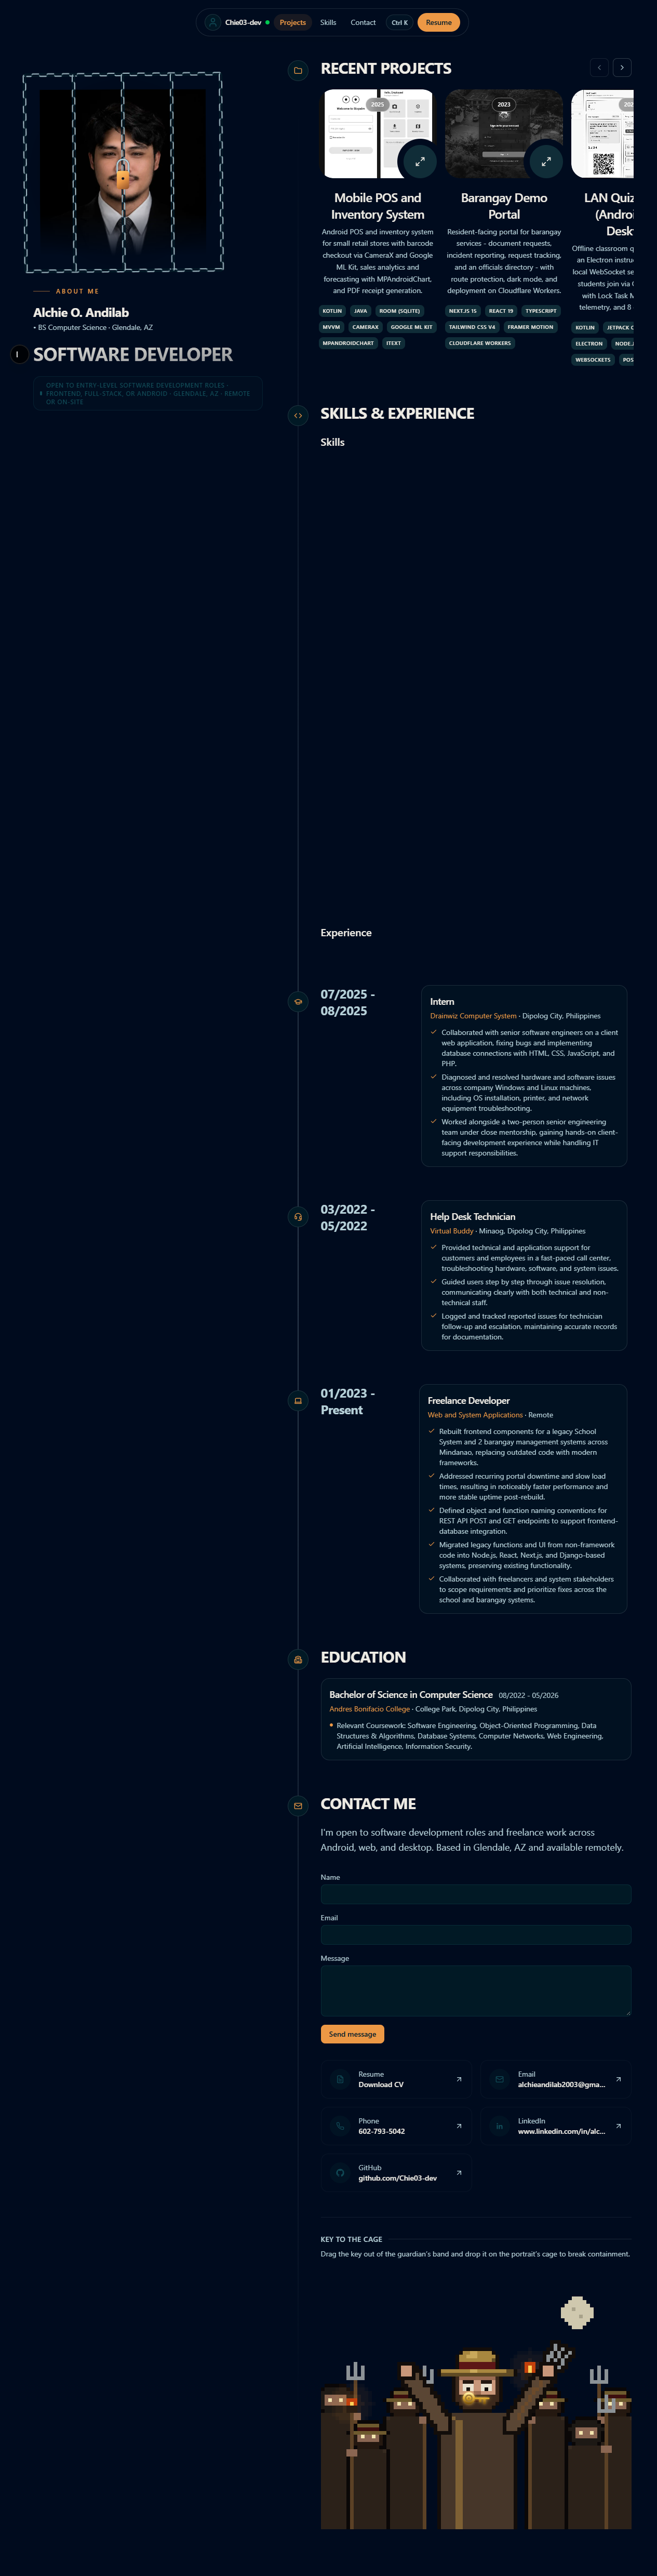 Chie03-dev
Projects
Skills
Contact
Ctrl K
Resume
ABOUT ME
Alchie O. Andilab
• BS Computer Science · Glendale, AZ
SOFTWARE DEVELOPER
OPEN TO ENTRY-LEVEL SOFTWARE DEVELOPMENT ROLES ·
FRONTEND, FULL-STACK, OR ANDROID · GLENDALE, AZ · REMOTE
OR ON-SITE
RECENT PROJECTS
2025
Mobile POS and
Inventory System
Android POS and inventory system
for small retail stores with barcode
checkout via CameraX and Google
ML Kit, sales analytics and
forecasting with MPAndroidChart,
and PDF receipt generation.
KOTLIN
JAVA
ROOM (SQLITE)
MVVM
CAMERAX
GOOGLE ML KIT
MPANDROIDCHART
ITEXT
2023
Barangay Demo
Portal
Resident-facing portal for barangay
services - document requests,
incident reporting, request tracking,
and an officials directory - with
route protection, dark mode, and
deployment on Cloudflare Workers.
NEXT.JS 15
REACT 19
TYPESCRIPT
TAILWIND CSS V4
FRAMER MOTION
CLOUDFLARE WORKERS
LAN Quiz
(Androi
Desk
Offline classroom q
an Electron instru
local WebSocket se
students join via
with Lock Task M
telemetry, and 8
KOTLIN
JETPACK C
ELECTRON
NODE.J
WEBSOCKETS
POS
SKILLS & EXPERIENCE
Skills
Experience
07/2025 -
08/2025
Intern
Drainwiz Computer System · Dipolog City, Philippines
Collaborated with senior software engineers on a client
web application, fixing bugs and implementing
database connections with HTML, CSS, JavaScript, and
PHP.
Diagnosed and resolved hardware and software issues
across company Windows and Linux machines,
including OS installation, printer, and network
equipment troubleshooting.
Worked alongside a two-person senior engineering
team under close mentorship, gaining hands-on client-
facing development experience while handling IT
support responsibilities.
03/2022 -
05/2022
Help Desk Technician
Virtual Buddy · Minaog, Dipolog City, Philippines
Provided technical and application support for
customers and employees in a fast-paced call center,
troubleshooting hardware, software, and system issues.
Guided users step by step through issue resolution,
communicating clearly with both technical and non-
technical staff.
Logged and tracked reported issues for technician
follow-up and escalation, maintaining accurate records
for documentation.
01/2023 -
Present
Freelance Developer
Web and System Applications · Remote
Rebuilt frontend components for a legacy School
System and 2 barangay management systems across
Mindanao, replacing outdated code with modern
frameworks.
Addressed recurring portal downtime and slow load
times, resulting in noticeably faster performance and
more stable uptime post-rebuild.
Defined object and function naming conventions for
REST API POST and GET endpoints to support frontend-
database integration.
Migrated legacy functions and UI from non-framework
code into Node.js, React, Next.js, and Django-based
systems, preserving existing functionality.
Collaborated with freelancers and system stakeholders
to scope requirements and prioritize fixes across the
school and barangay systems.
EDUCATION
Bachelor of Science in Computer Science 08/2022 - 05/2026
Andres Bonifacio College · College Park, Dipolog City, Philippines
Relevant Coursework: Software Engineering, Object-Oriented Programming, Data
Structures & Algorithms, Database Systems, Computer Networks, Web Engineering,
Artificial Intelligence, Information Security.
CONTACT ME
I'm open to software development roles and freelance work across
Android, web, and desktop. Based in Glendale, AZ and available remotely.
Name
Email
Message
Send message
Resume
Download CV
Email
alchieandilab2003@gma...
Phone
602-793-5042
LinkedIn
www.linkedin.com/in/alc...
GitHub
github.com/Chie03-dev
KEY TO THE CAGE
Drag the key out of the guardian's band and drop it on the portrait's cage to break containment.